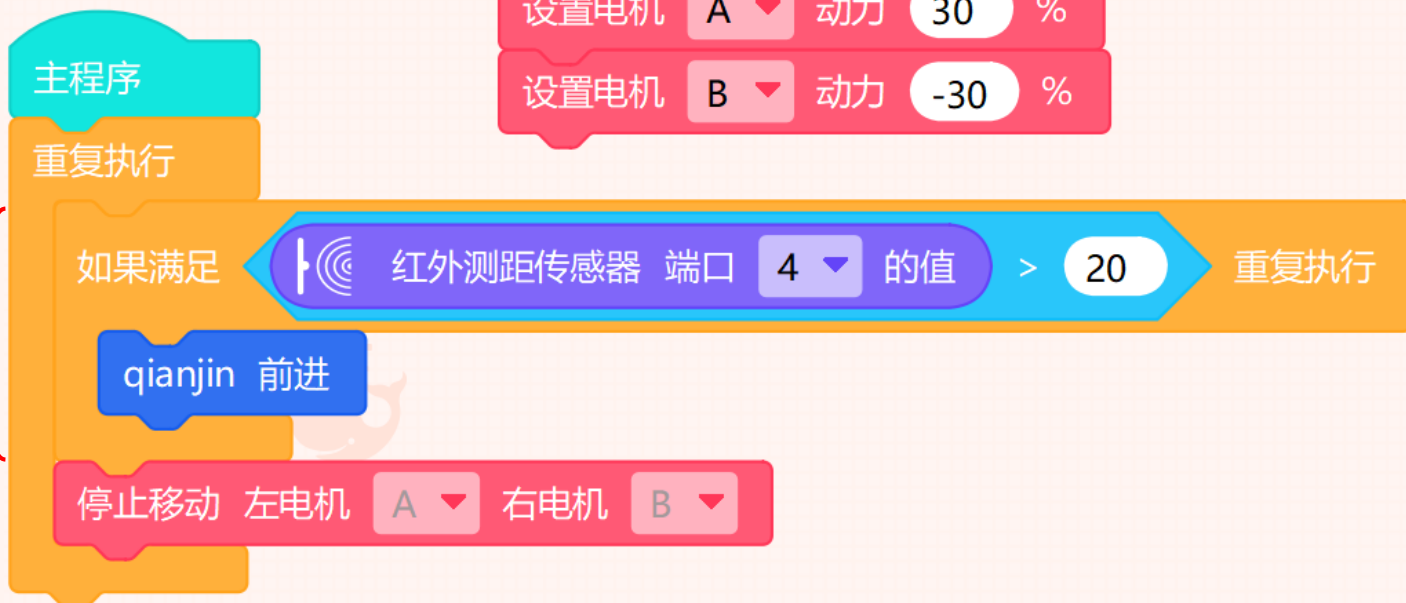 设置电机 A 动力 30 %
设置电机 B 动力 -30 %
主程序
重复执行
如果满足 红外测距传感器 端口 4 的值 > 20 重复执行
qianjin 前进
停止移动 左电机 A 右电机 B